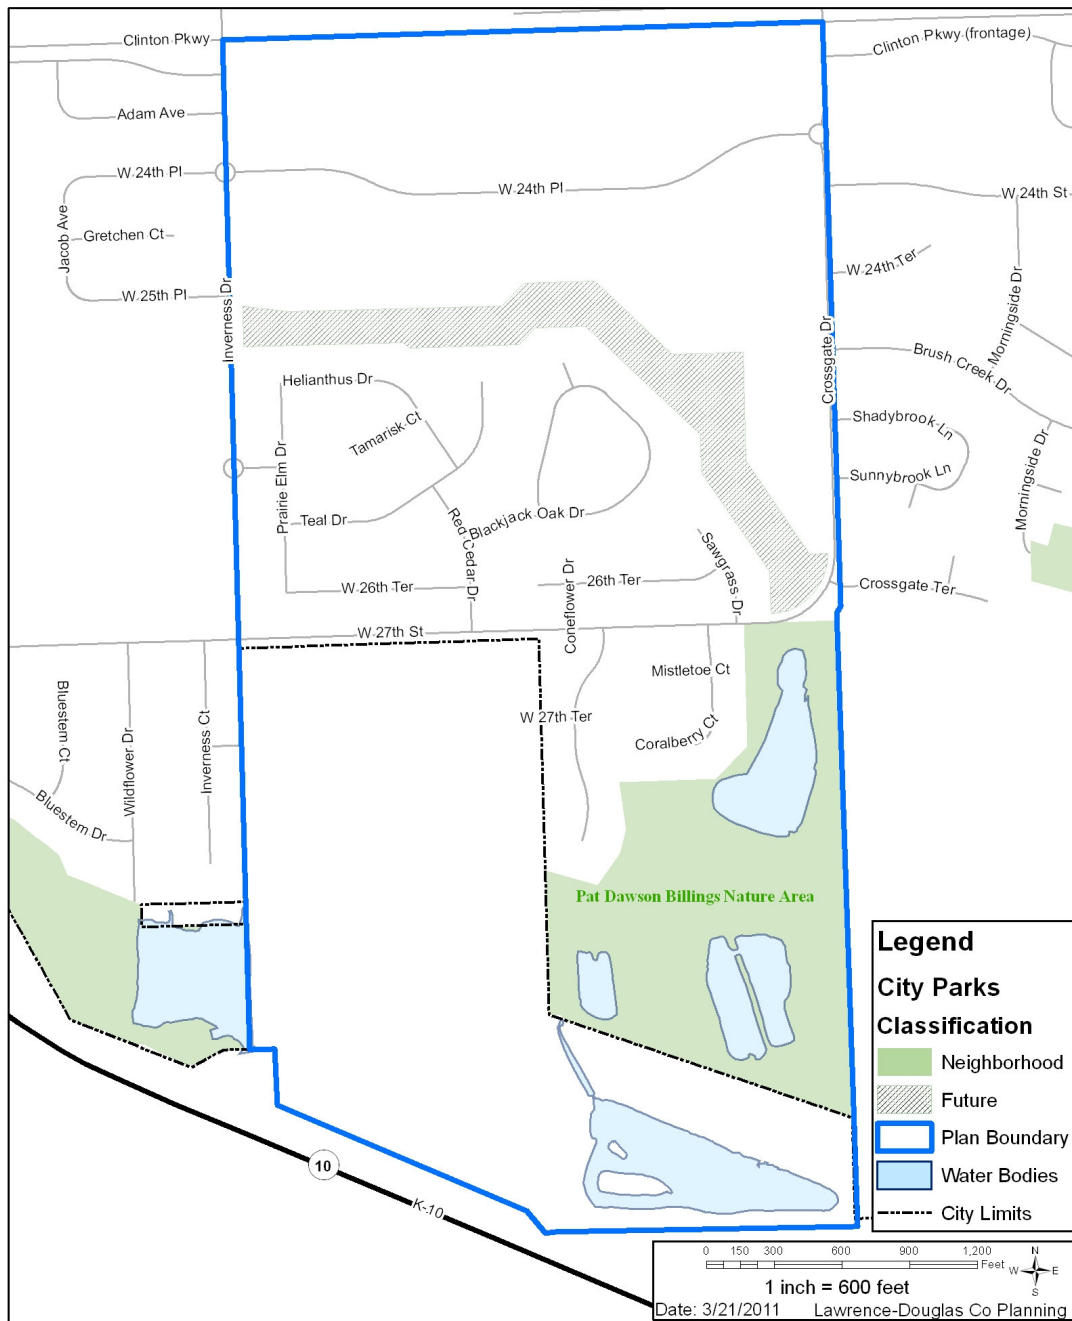 Clinton Pkwy
Clinton Pkwy (frontage)
Adam Ave
W 24th Pl
W 24th Pl
W 24th St
Jacob Ave
Gretchen Ct
W 24th Ter
W 25th Pl
Inverness Dr
Crossgate Dr
Morningside Dr
Brush Creek Dr
Helianthus Dr
Tamarisk Ct
Shadybrook Ln
Prairie Elm Dr
Sunnybrook Ln
Morningside Dr
Teal Dr
Red Cedar Dr
Blackjack Oak Dr
Sawgrass Dr
W 26th Ter
26th Ter
Coneflower Dr
Crossgate Ter
W 27th St
Bluestem Ct
Wildflower Dr
Inverness Ct
Mistletoe Ct
W 27th Ter
Coralberry Ct
Bluestem Dr
Pat Dawson Billings Nature Area
Legend
City Parks
Classification
Neighborhood
Future
Plan Boundary
Water Bodies
City Limits
10
K-10
0 150 300 600 900 1,200
Feet
N
W E
S
1 inch = 600 feet
Date: 3/21/2011 Lawrence-Douglas Co Planning